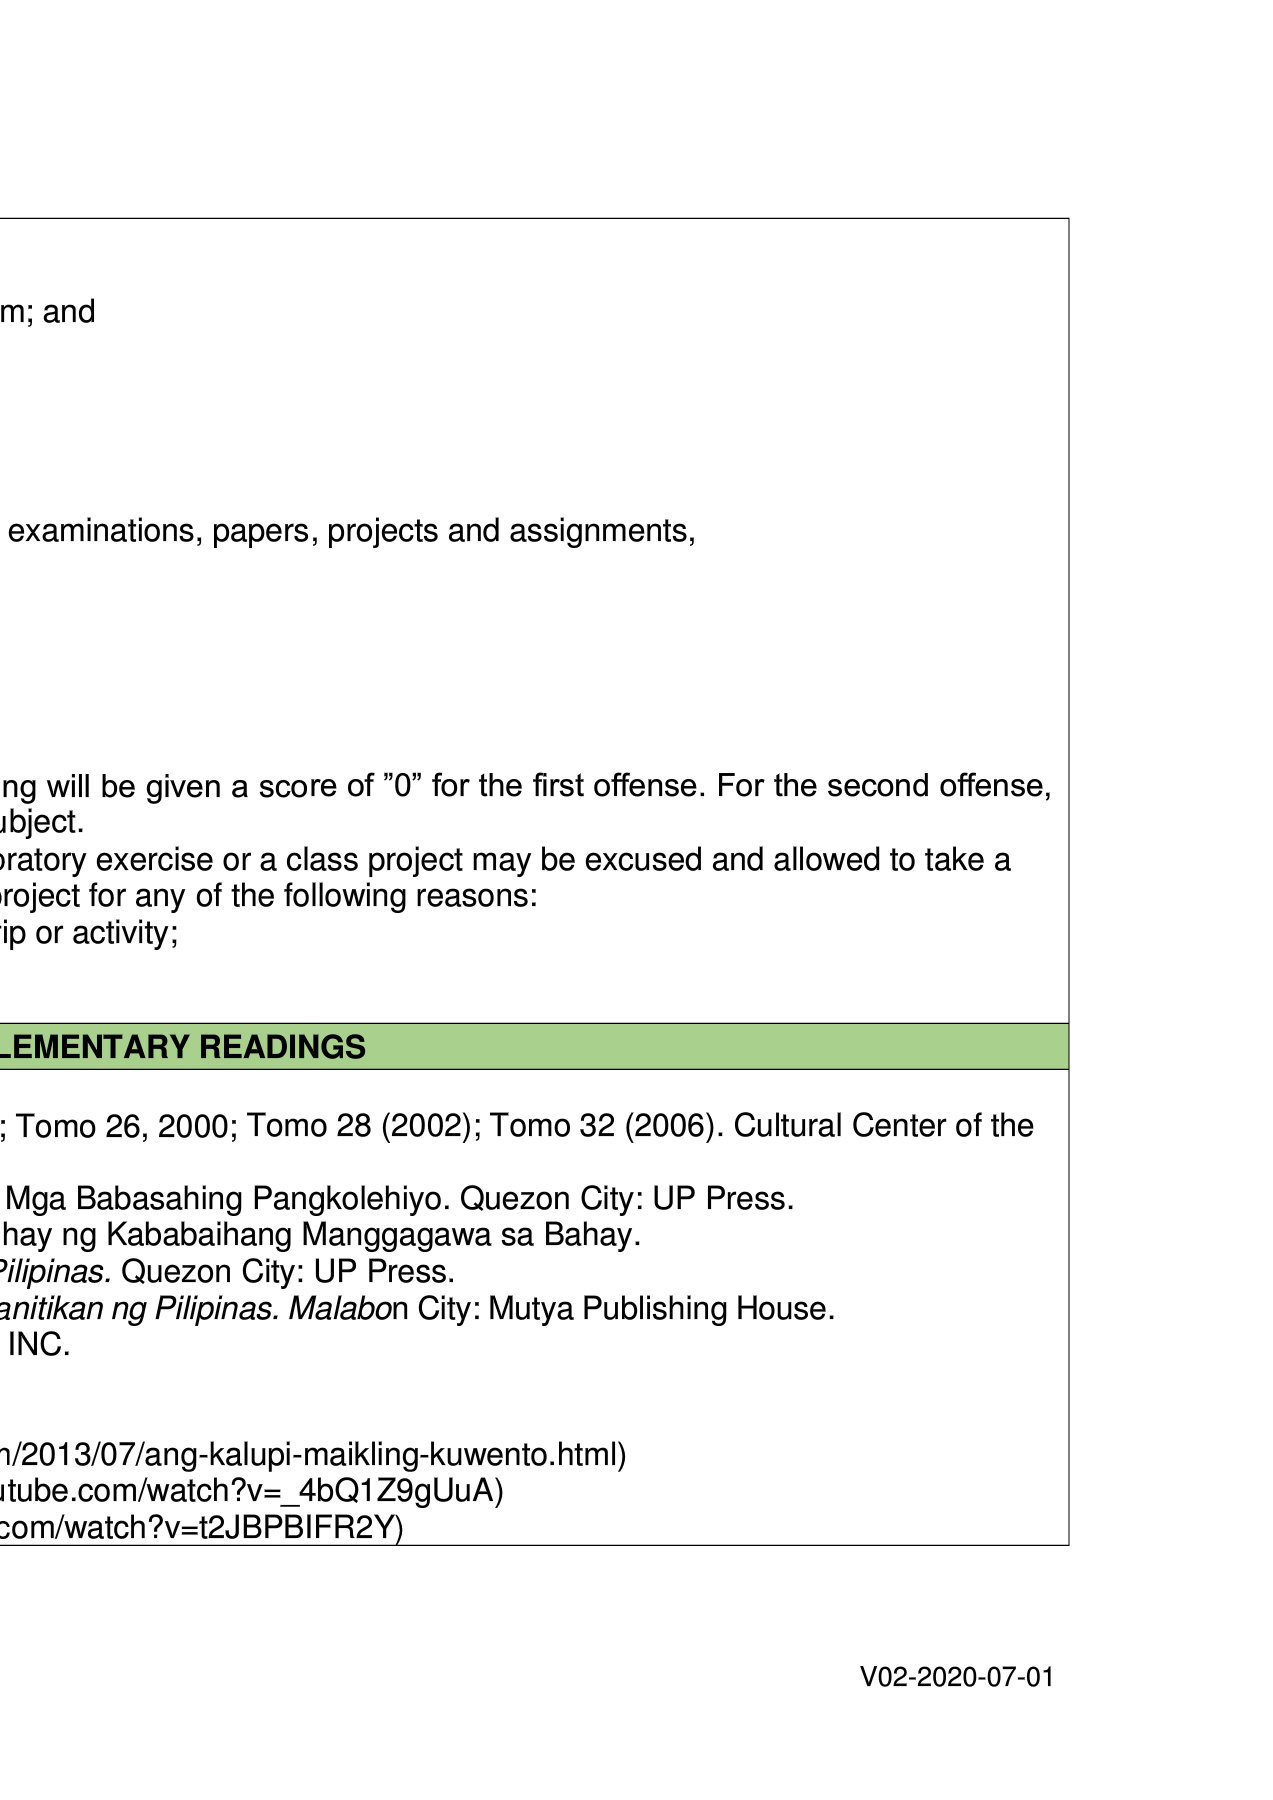 m; and
examinations, papers, projects and assignments,
ng will be given a score of ”0” for the first offense. For the second offense,
ubject.
oratory exercise or a class project may be excused and allowed to take a
project for any of the following reasons:
rip or activity;
LEMENTARY READINGS
; Tomo 26, 2000; Tomo 28 (2002); Tomo 32 (2006). Cultural Center of the
Mga Babasahing Pangkolehiyo. Quezon City: UP Press.
hay ng Kababaihang Manggagawa sa Bahay.
Pilipinas. Quezon City: UP Press.
anitikan ng Pilipinas. Malabon City: Mutya Publishing House.
INC.
m/2013/07/ang-kalupi-maikling-kuwento.html)
utube.com/watch?v=_4bQ1Z9gUuA)
com/watch?v=t2JBPBIFR2Y)
V02-2020-07-01